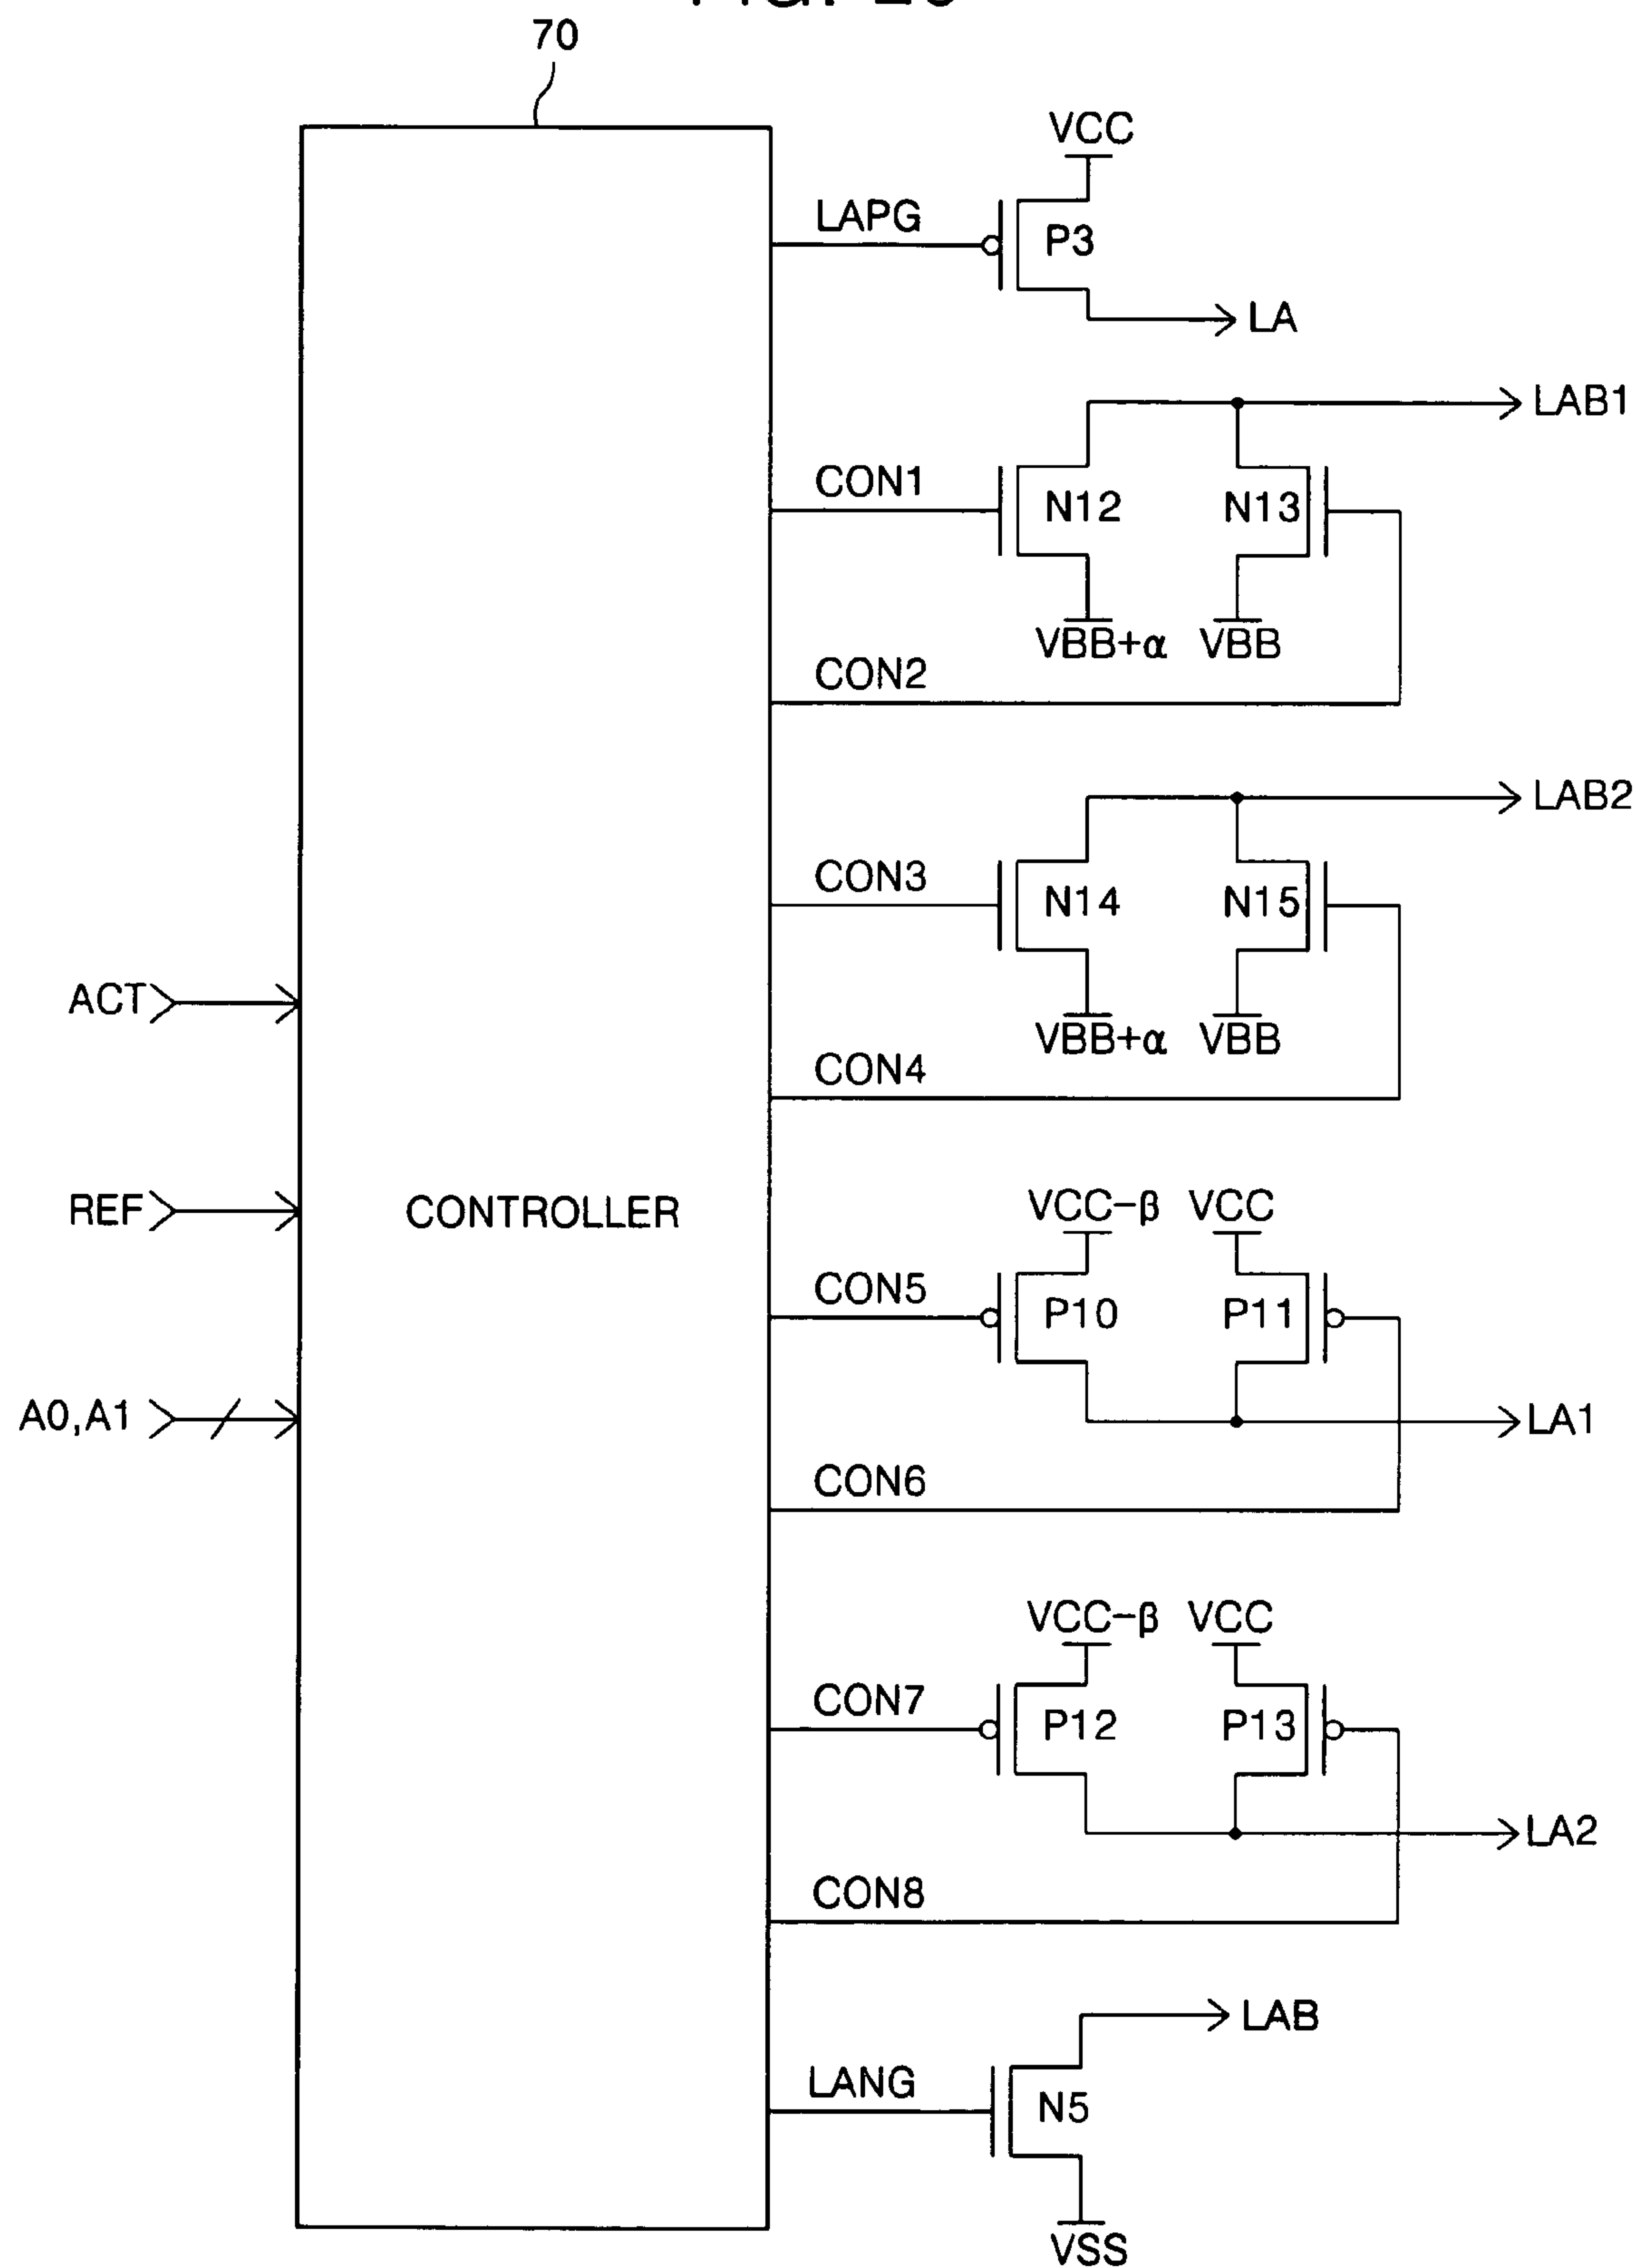 70
VCC
LAPG
P3
LA
LAB1
CON1
N12
N13
VBB+α
VBB
CON2
LAB2
CON3
N14
N15
VBB+α
VBB
CON4
ACT
REF
CONTROLLER
A0,A1
VCC-β
VCC
CON5
P10
P11
LA1
CON6
VCC-β
VCC
CON7
P12
P13
LA2
CON8
LAB
LANG
N5
VSS